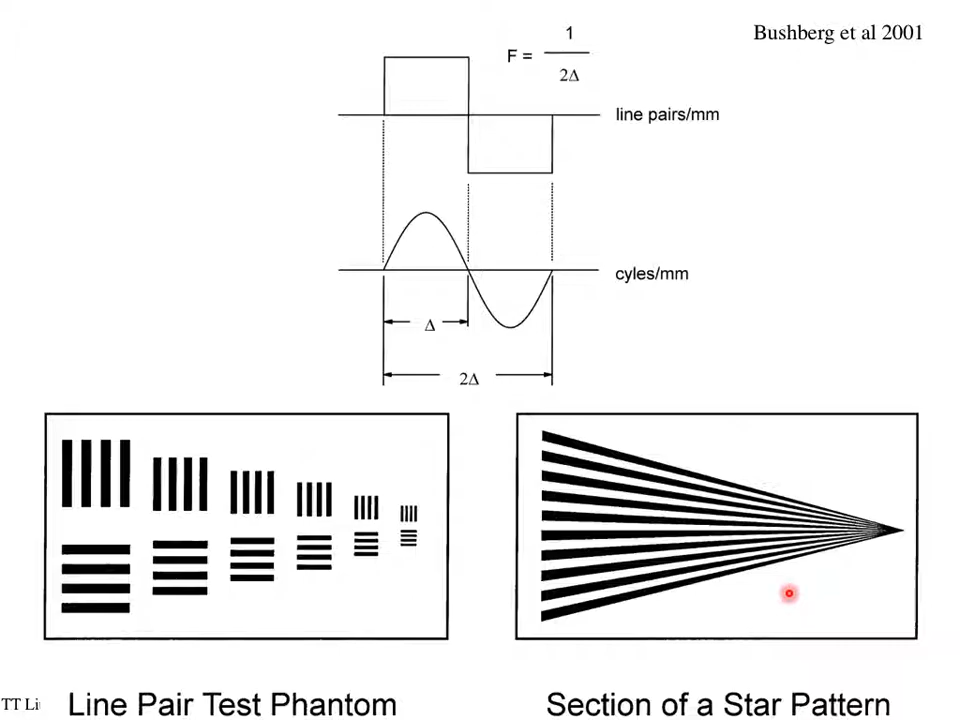 Bushberg et al 2001
F = 1
2Δ
line pairs/mm
cyles/mm
Δ
2Δ
Line Pair Test Phantom
Section of a Star Pattern
TT